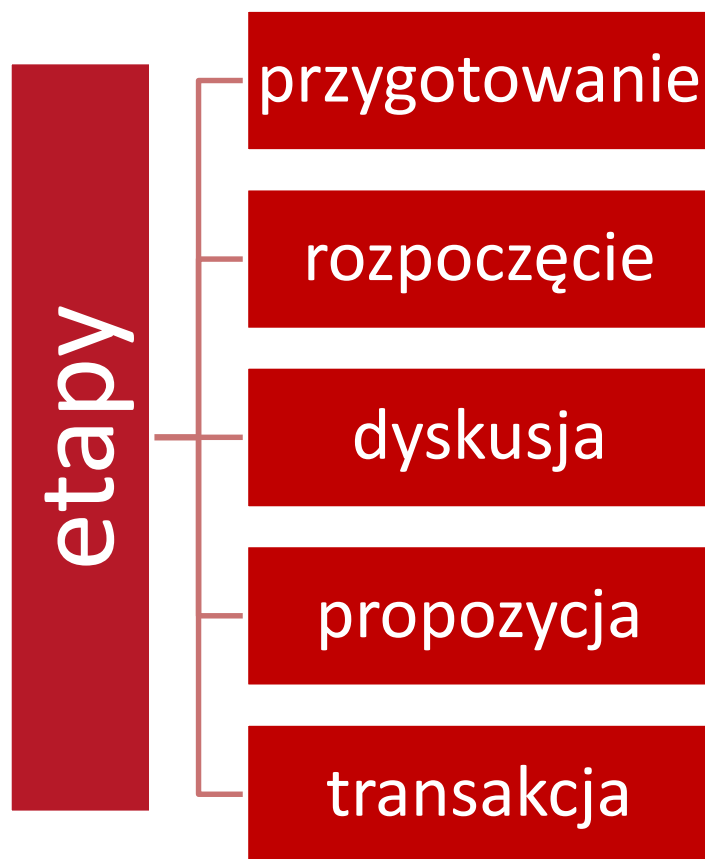 etapy
przygotowanie
rozpoczęcie
dyskusja
propozycja
transakcja